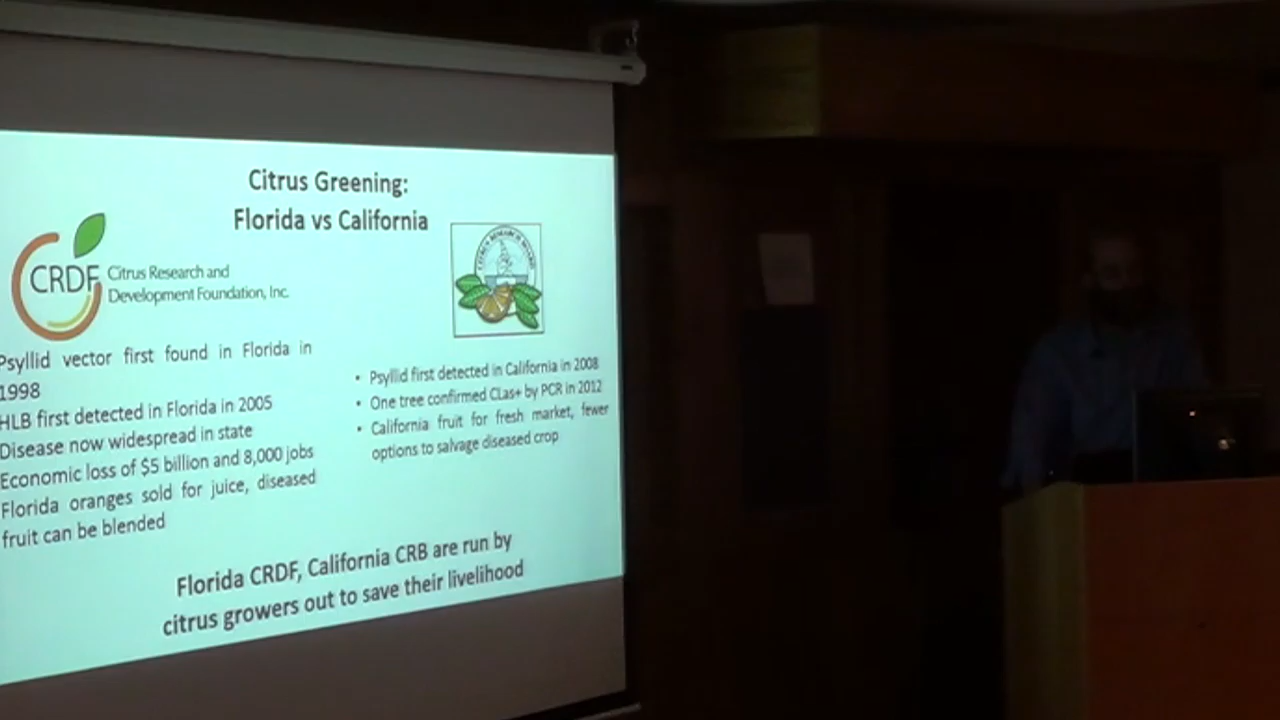 Citrus Greening:
Florida vs California
CRDF
Citrus Research and
Development Foundation, Inc.
CITRUS RESEARCH BOARD
Psyllid vector first found in Florida in
1998
HLB first detected in Florida in 2005
Disease now widespread in state
Economic loss of $5 billion and 8,000 jobs
Florida oranges sold for juice, diseased
fruit can be blended
• Psyllid first detected in California in 2008
• One tree confirmed CLas+ by PCR in 2012
• California fruit for fresh market, fewer
options to salvage diseased crop
Florida CRDF, California CRB are run by
citrus growers out to save their livelihood